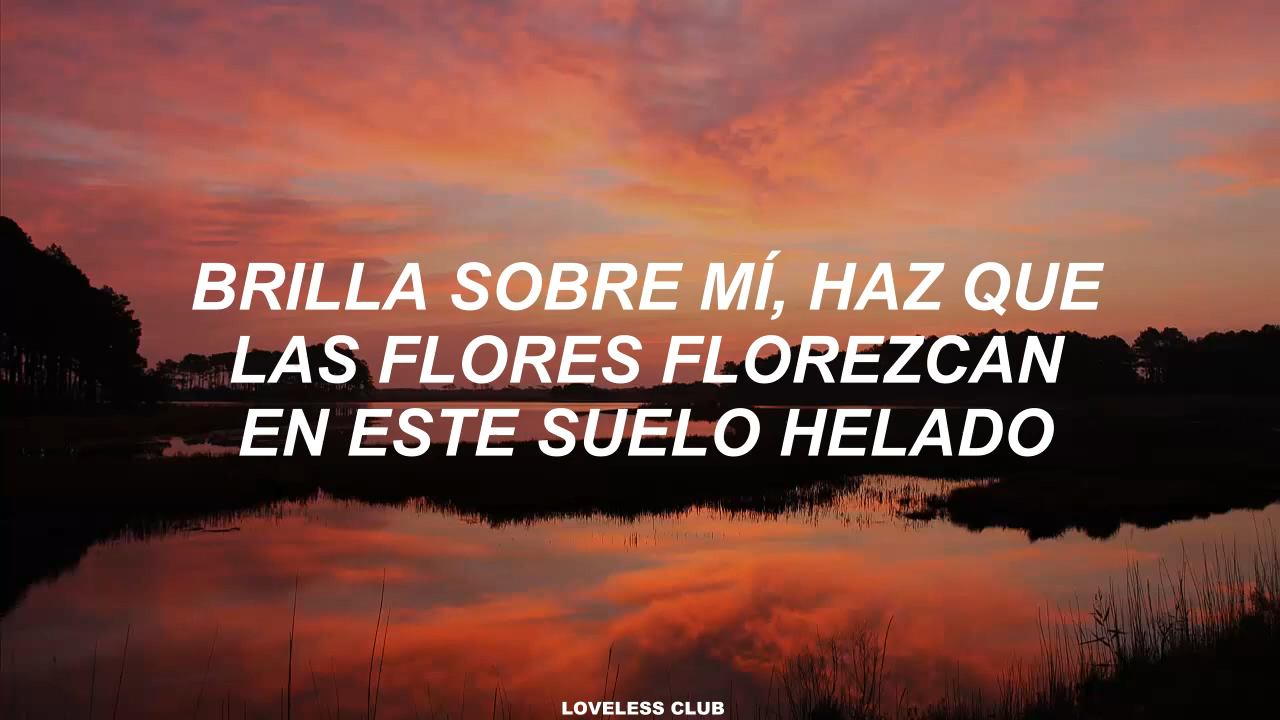 BRILLA SOBRE MÍ, HAZ QUE
LAS FLORES FLOREZCAN
EN ESTE SUELO HELADO
LOVELESS CLUB